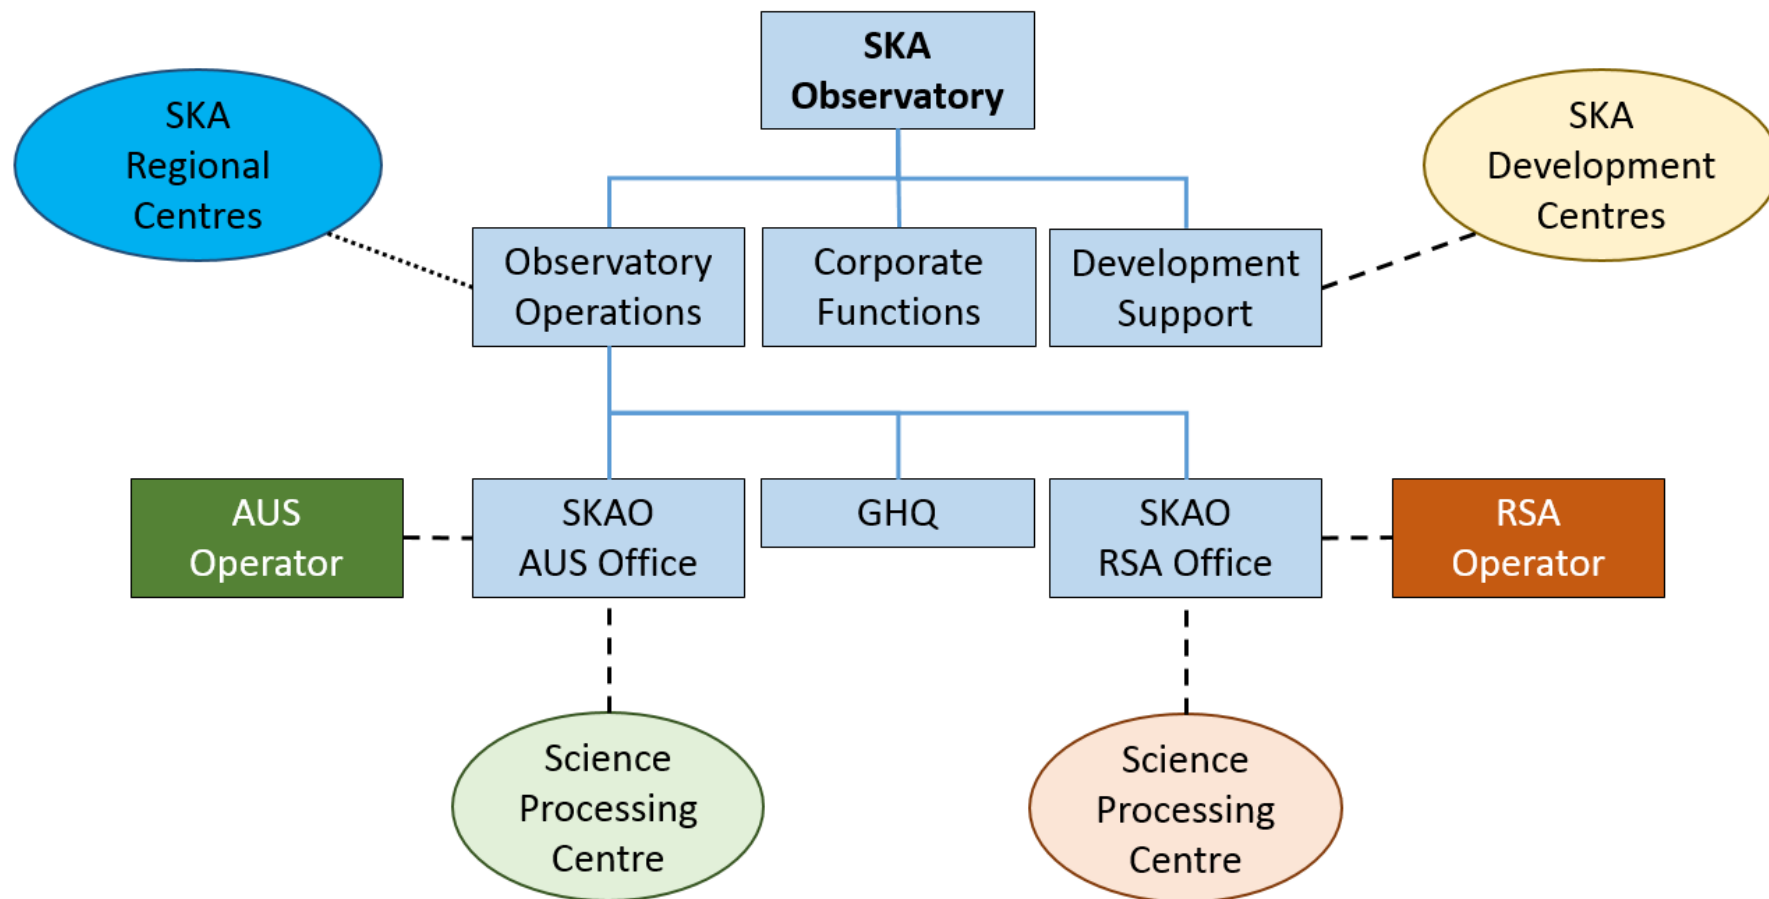 SKA
Observatory
SKA
Regional
Centres
SKA
Development
Centres
Observatory
Operations
Corporate
Functions
Development
Support
AUS
Operator
SKAO
AUS Office
GHQ
SKAO
RSA Office
RSA
Operator
Science
Processing
Centre
Science
Processing
Centre